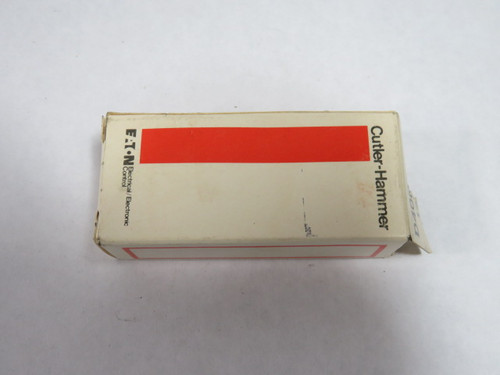 Cutler-Hammer
E·T·N
Electrical/Electronic
Control